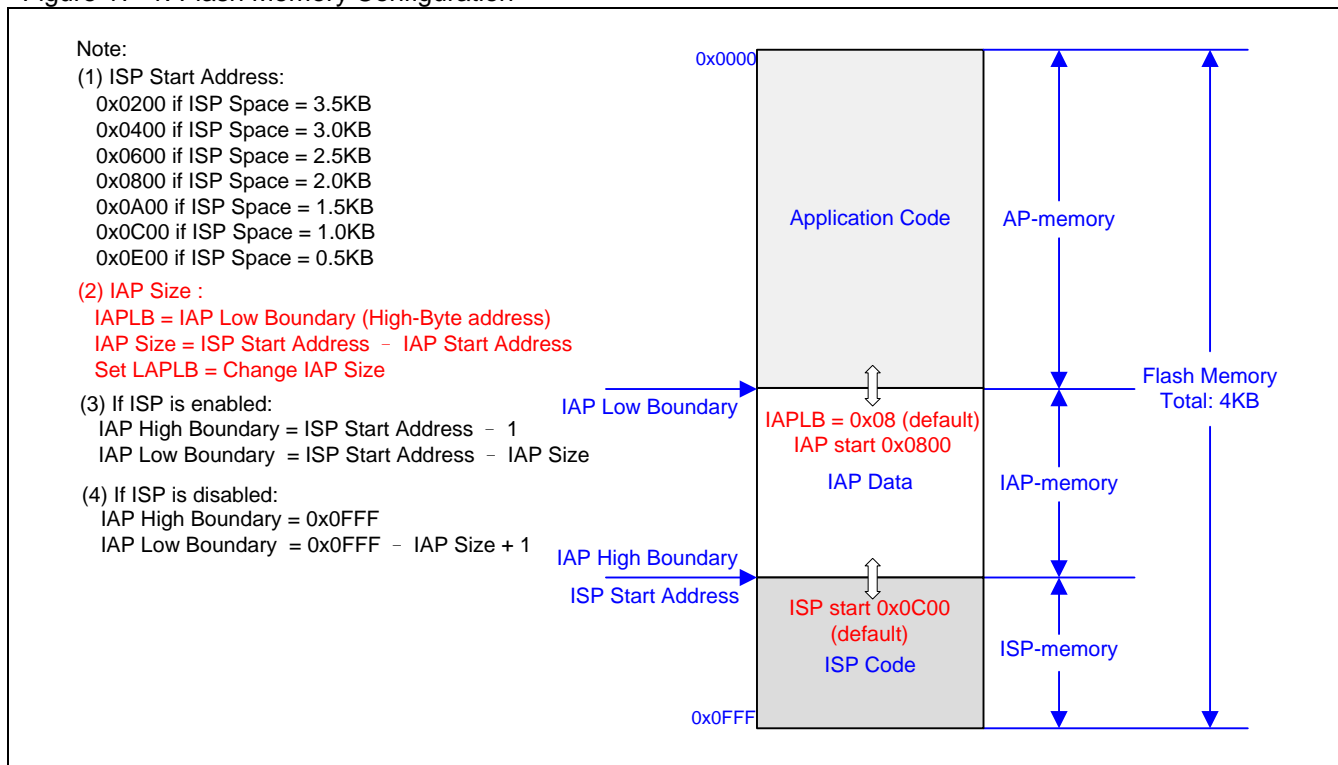 Note:
(1) ISP Start Address:
0x0200 if ISP Space = 3.5KB
0x0400 if ISP Space = 3.0KB
0x0600 if ISP Space = 2.5KB
0x0800 if ISP Space = 2.0KB
0x0A00 if ISP Space = 1.5KB
0x0C00 if ISP Space = 1.0KB
0x0E00 if ISP Space = 0.5KB
(2) IAP Size :
IAPLB = IAP Low Boundary (High-Byte address)
IAP Size = ISP Start Address – IAP Start Address
Set LAPLB = Change IAP Size
(3) If ISP is enabled:
IAP High Boundary = ISP Start Address – 1
IAP Low Boundary = ISP Start Address – IAP Size
(4) If ISP is disabled:
IAP High Boundary = 0x0FFF
IAP Low Boundary = 0x0FFF – IAP Size + 1
0x0000
Application Code
AP-memory
IAP Low Boundary
IAPLB = 0x08 (default)
IAP start 0x0800
IAP Data
IAP-memory
Flash Memory
Total: 4KB
IAP High Boundary
ISP Start Address
ISP start 0x0C00
(default)
ISP Code
ISP-memory
0x0FFF